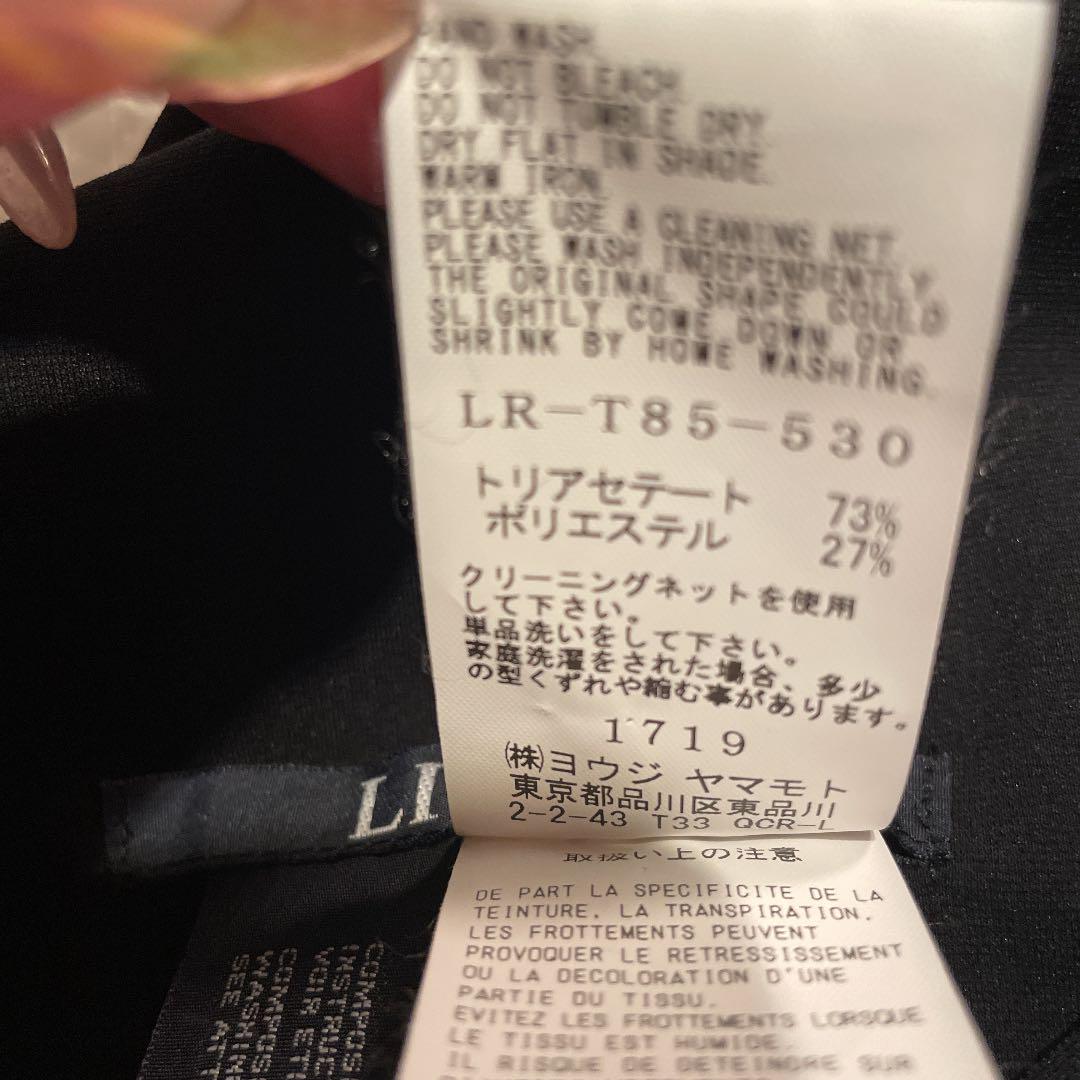 HAND WASH.
DO NOT BLEACH.
DO NOT TUMBLE DRY.
DRY FLAT IN SHADE.
WARM IRON.
PLEASE USE A CLEANING NET.
PLEASE WASH INDEPENDENTLY.
THE ORIGINAL SHAPE COULD
SLIGHTLY COME DOWN OR
SHRINK BY HOME WASHING.
LR-T85-530
トリアセテート 73%
ポリエステル 27%
クリーニングネットを使用
して下さい。
単品洗いをして下さい。
家庭洗濯をされた場合、多少
の型くずれや縮む事があります。
1719
(株)ヨウジ ヤマモト
東京都品川区東品川
2-2-43 T33 QCR-L
LI
取扱い上の注意
DE PART LA SPECIFICITE DE LA
TEINTURE, LA TRANSPIRATION,
LES FROTTEMENTS PEUVENT
PROVOQUER LE RETRESSISSEMENT
OU LA DECOLORATION D'UNE
PARTIE DU TISSU.
EVITEZ LES FROTTEMENTS LORSQUE
LE TISSU EST HUMIDE.
IL RISQUE DE DETEINDRE SUR